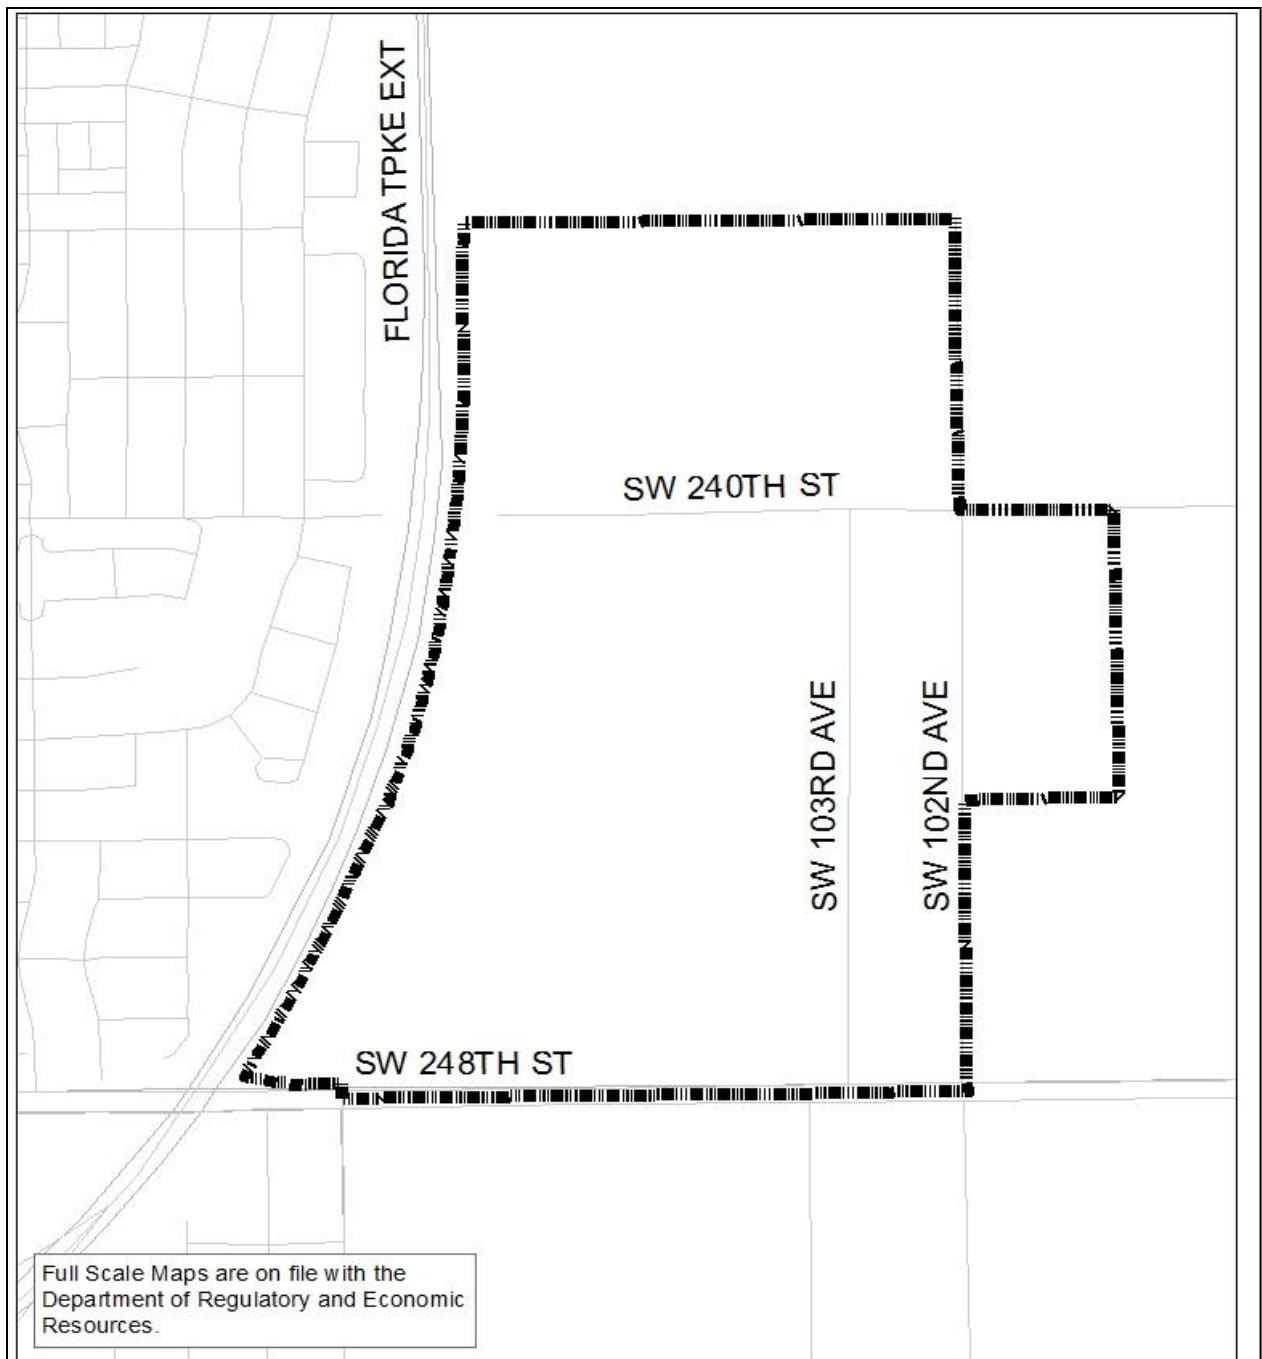 FLORIDA TPKE EXT
SW 240TH ST
SW 103RD AVE
SW 102ND AVE
SW 248TH ST
Full Scale Maps are on file with the
Department of Regulatory and Economic
Resources.